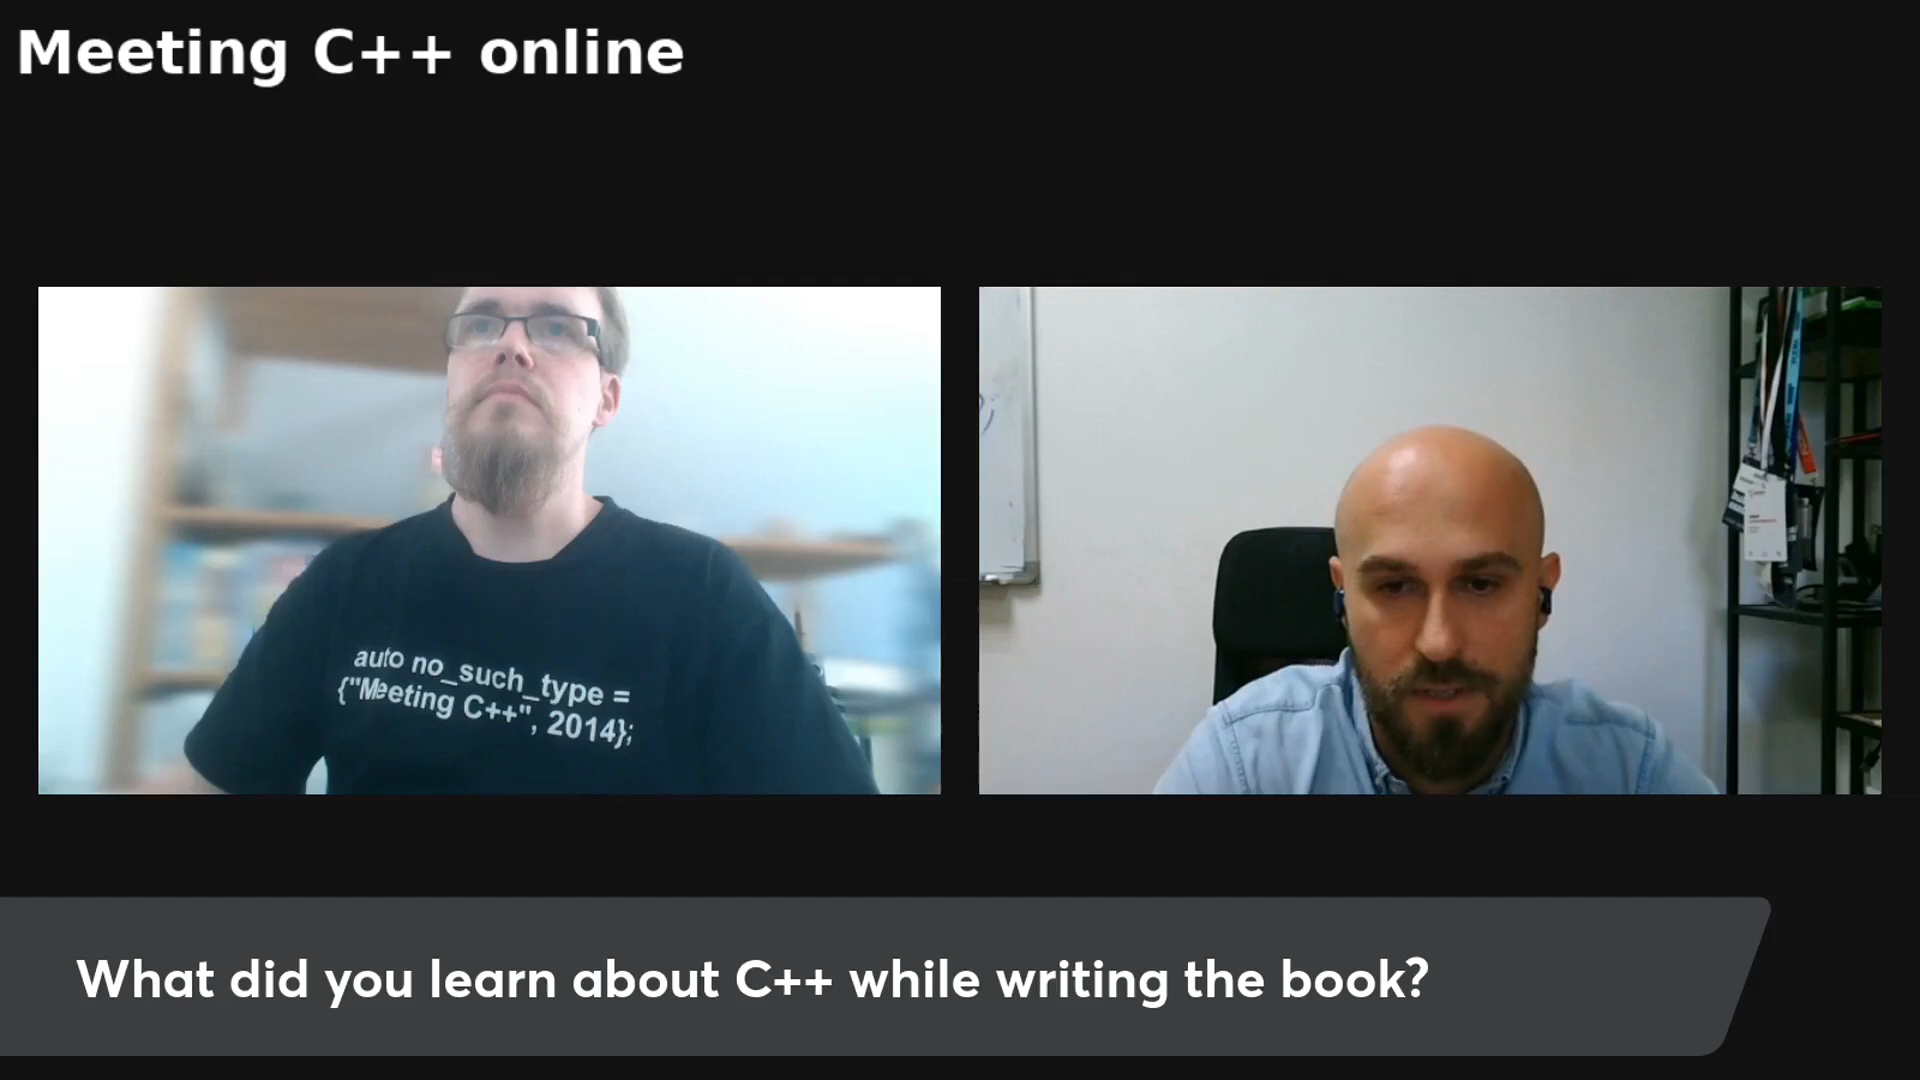 Meeting C++ online
auto no_such_type =
{"Meeting C++", 2014};
What did you learn about C++ while writing the book?